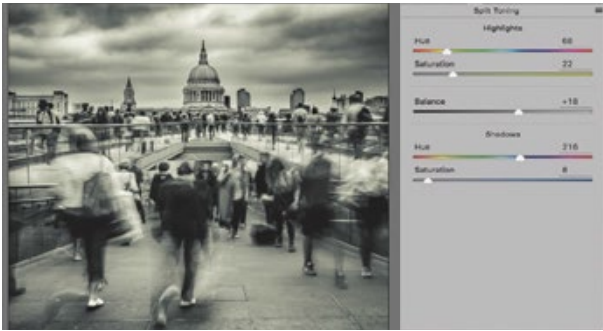 Split Toning
Highlights
Hue 68
Saturation 22
Balance +18
Shadows
Hue 216
Saturation 8